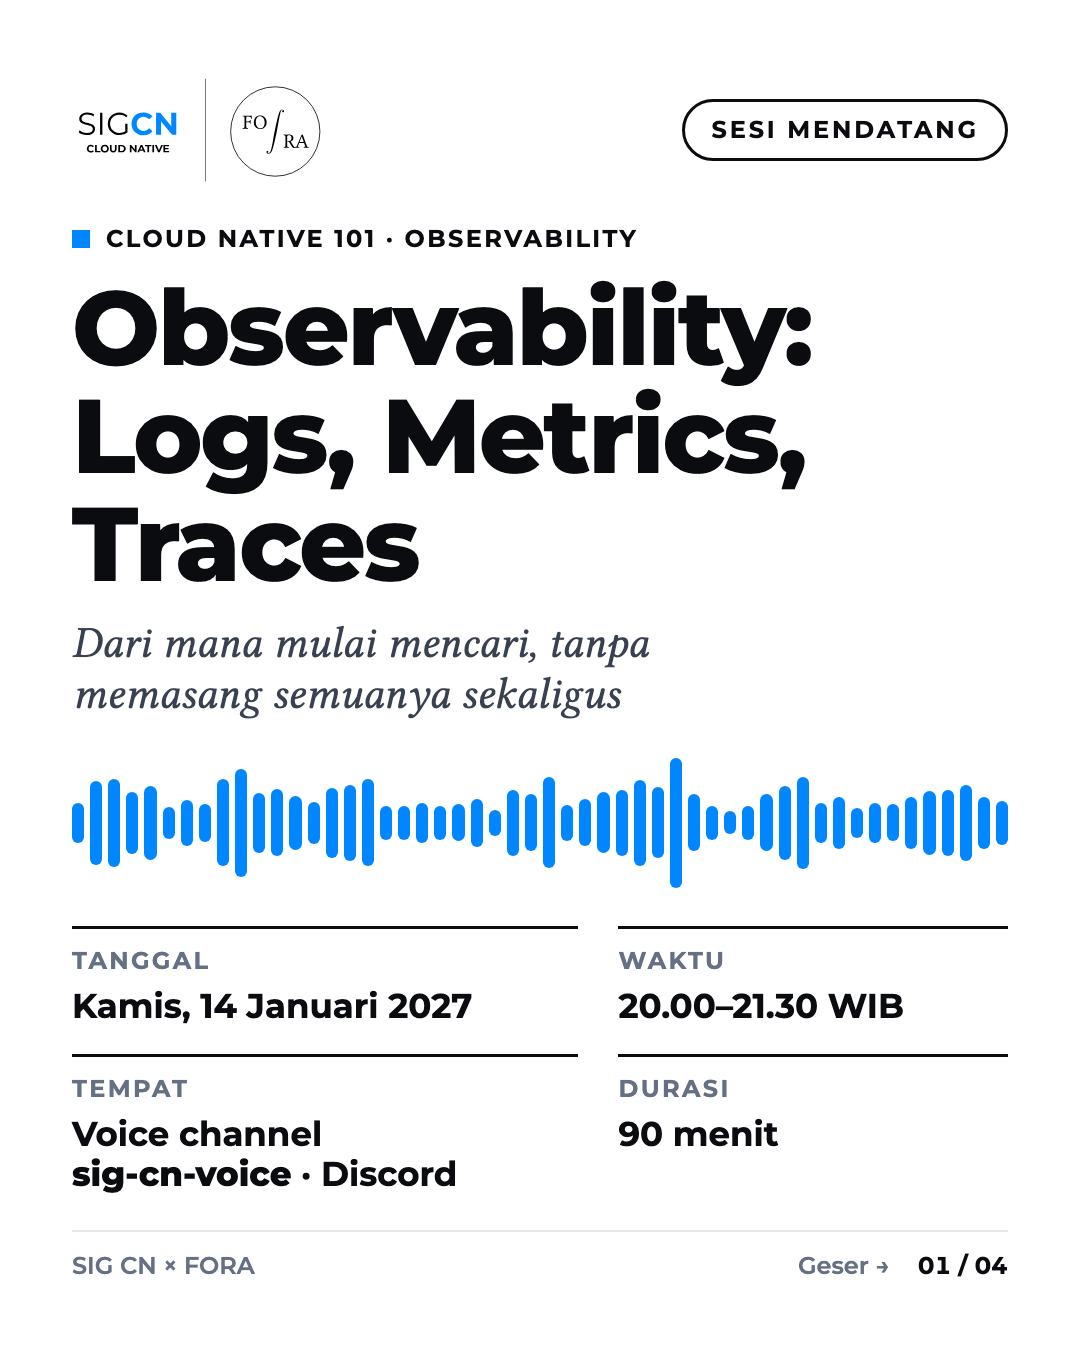 SIGCN
CLOUD NATIVE
FO
RA
SESI MENDATANG
CLOUD NATIVE 101 · OBSERVABILITY
Observability:
Logs, Metrics,
Traces
Dari mana mulai mencari, tanpa
memasang semuanya sekaligus
TANGGAL
Kamis, 14 Januari 2027
WAKTU
20.00–21.30 WIB
TEMPAT
Voice channel
sig-cn-voice · Discord
DURASI
90 menit
SIG CN × FORA
Geser → 01 / 04